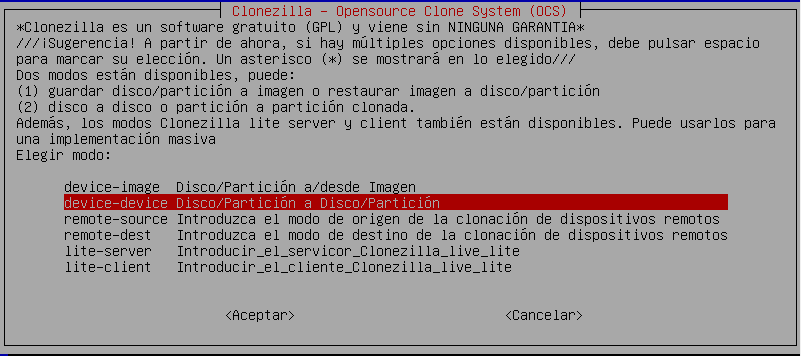 Clonezilla - Opensource Clone System (OCS)
*Clonezilla es un software gratuito (GPL) y viene sin NINGUNA GARANTIA*
///¡Sugerencia! A partir de ahora, si hay múltiples opciones disponibles, debe pulsar espacio
para marcar su elección. Un asterisco (*) se mostrará en lo elegido///
Dos modos están disponibles, puede:
(1) guardar disco/partición a imagen o restaurar imagen a disco/partición
(2) disco a disco o partición a partición clonada.
Además, los modos Clonezilla lite server y client también están disponibles. Puede usarlos para
una implementación masiva
Elegir modo:
device-image Disco/Partición a/desde Imagen
device-device Disco/Partición a Disco/Partición
remote-source Introduzca el modo de origen de la clonación de dispositivos remotos
remote-dest Introduzca el modo de destino de la clonación de dispositivos remotos
lite-server Introducir_el_servicor_Clonezilla_live_lite
lite-client Introducir_el_cliente_Clonezilla_live_lite
<Aceptar> <Cancelar>